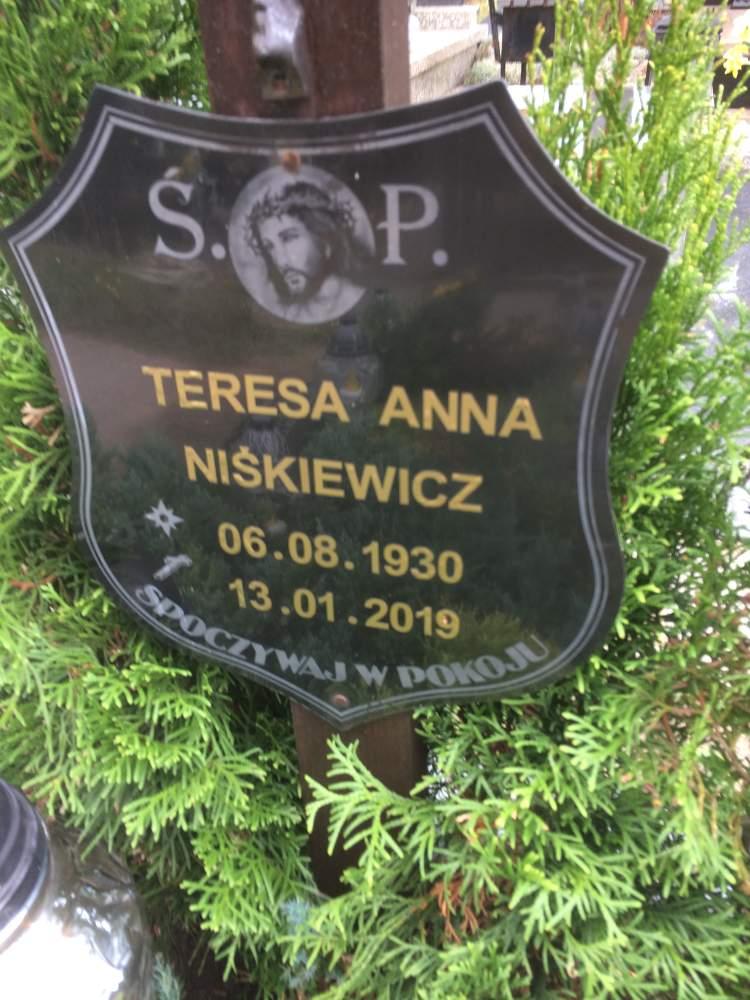 Ś. P.
TERESA ANNA
NIŚKIEWICZ
06.08.1930
13.01.2019
SPOCZYWAJ W POKOJU